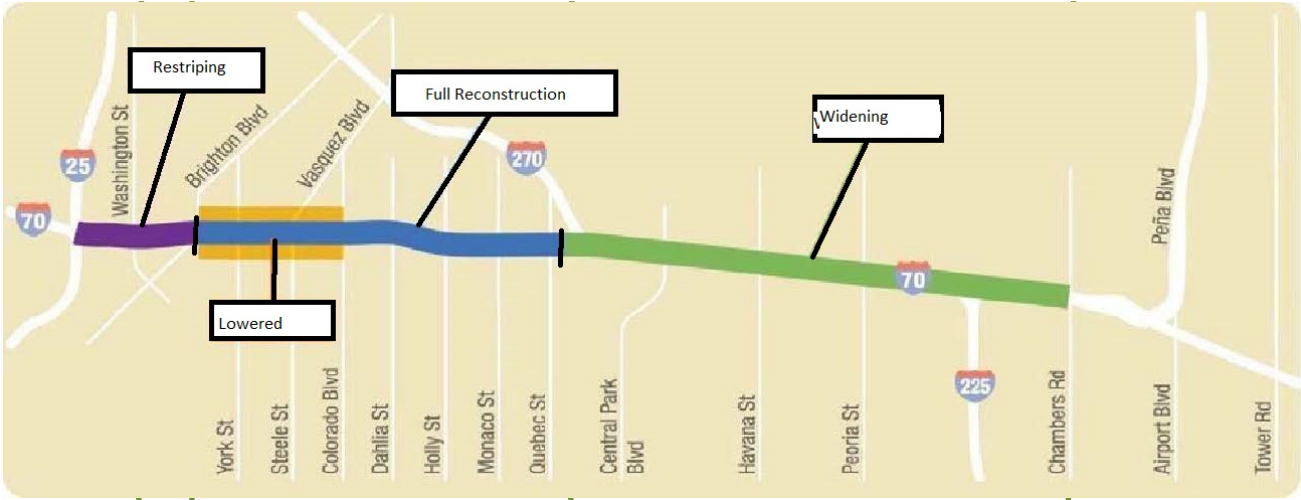 Restriping
Full Reconstruction
Widening
Lowered
25
70
270
70
225
Washington St
Brighton Blvd
Vasquez Blvd
Peña Blvd
York St
Steele St
Colorado Blvd
Dahlia St
Holly St
Monaco St
Quebec St
Central Park
Blvd
Havana St
Peoria St
Chambers Rd
Airport Blvd
Tower Rd